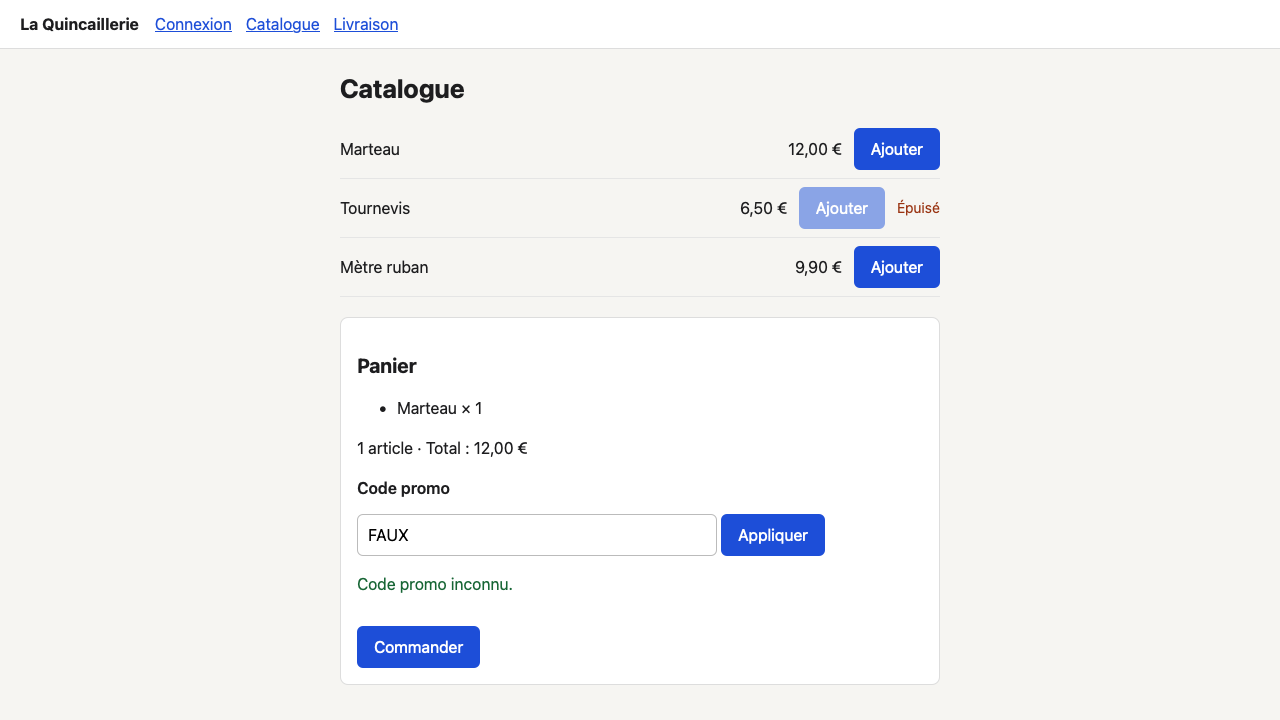 La Quincaillerie Connexion Catalogue Livraison
Catalogue
Marteau 12,00 € Ajouter
Tournevis 6,50 € Ajouter Épuisé
Mètre ruban 9,90 € Ajouter
Panier
• Marteau × 1
1 article · Total : 12,00 €
Code promo
FAUX Appliquer
Code promo inconnu.
Commander